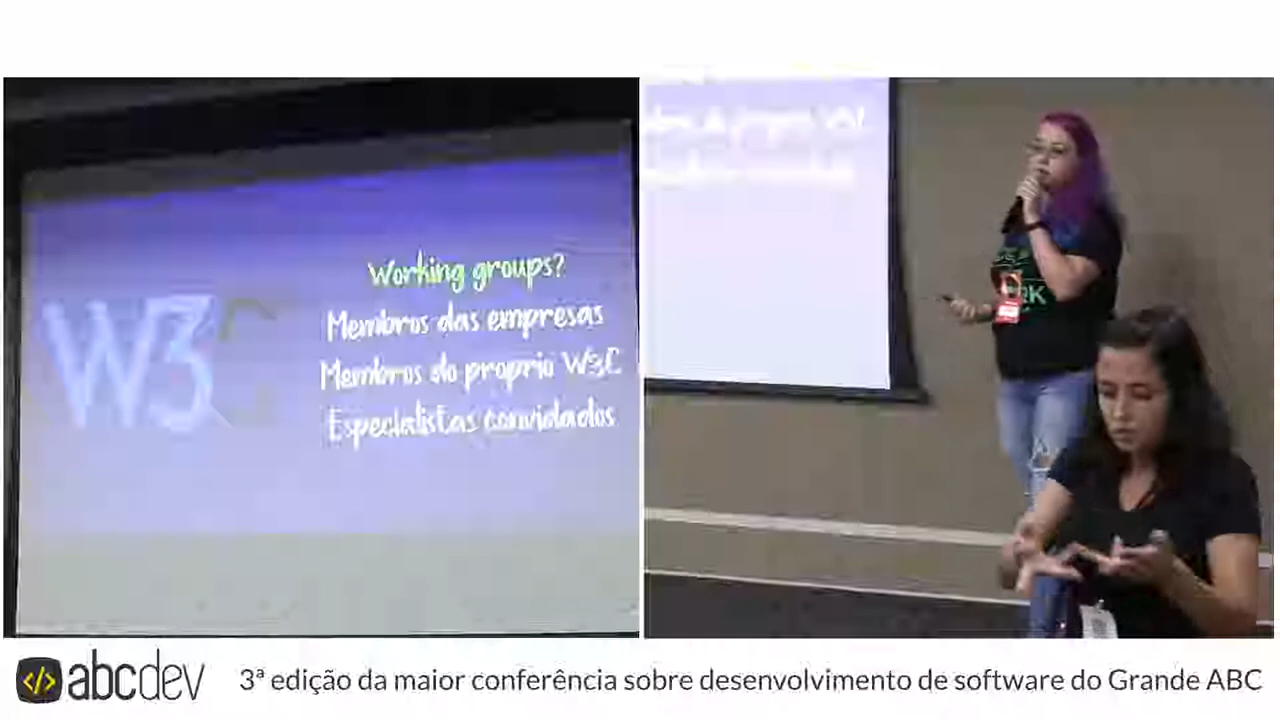 Working groups?
Membros das empresas
Membros do proprio W3C
Especialistas convidados
W3C
</>
abcdev
3ª edição da maior conferência sobre desenvolvimento de software do Grande ABC